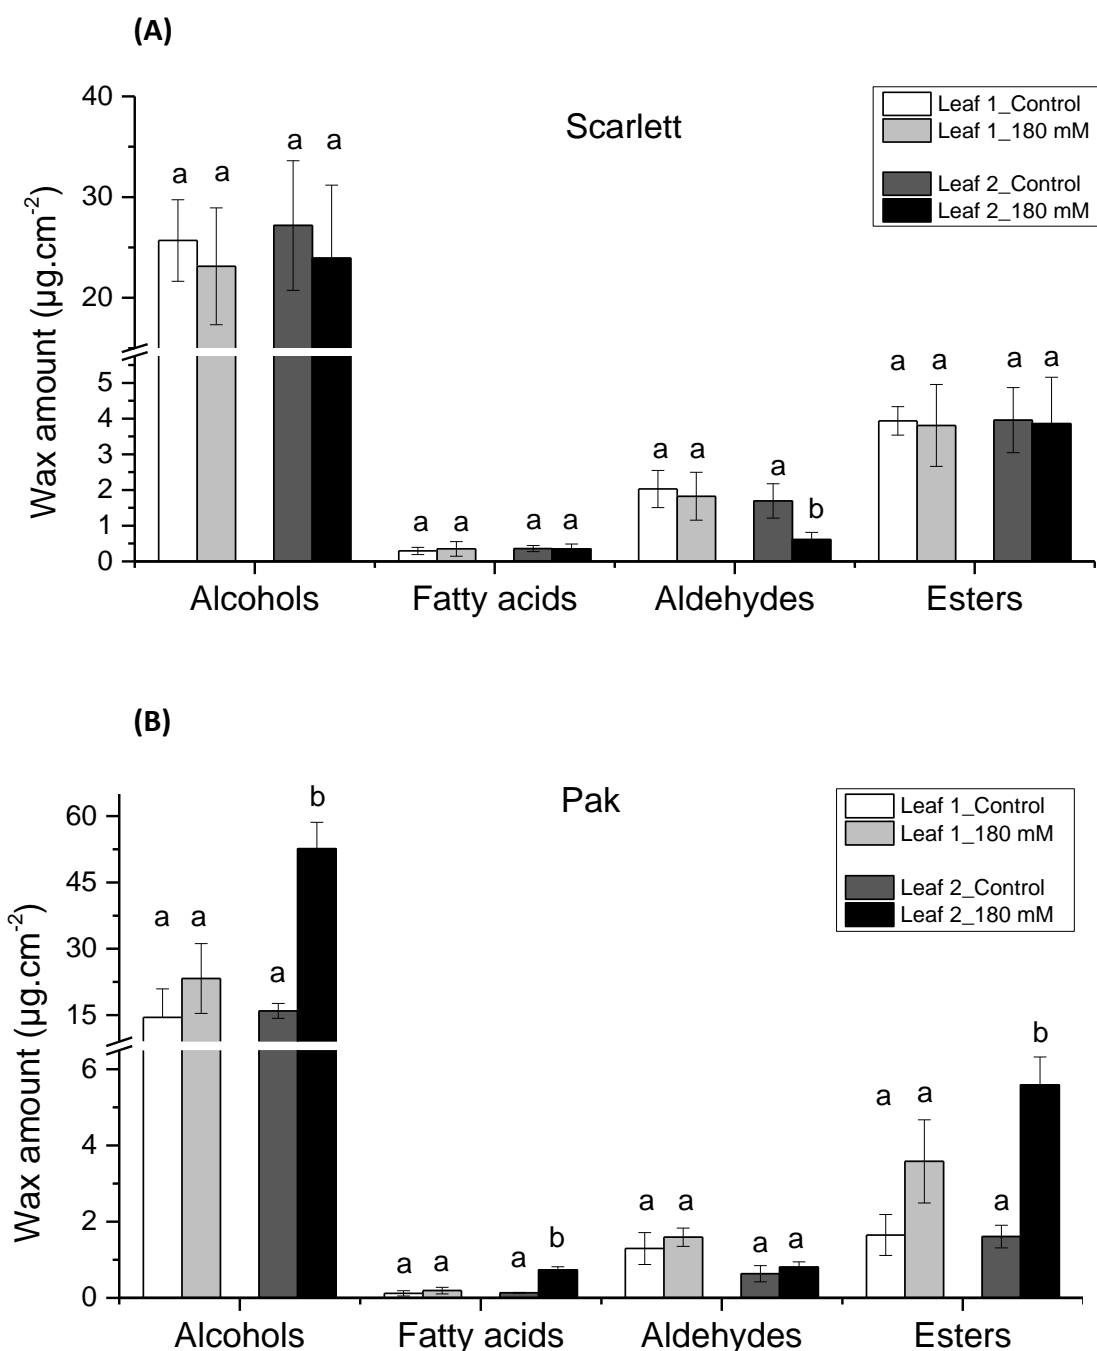 (A)
Scarlett
Leaf 1_Control
Leaf 1_180 mM
Leaf 2_Control
Leaf 2_180 mM
Wax amount (µg.cm-2)
40
30
20
5
4
3
2
1
0
a a a a
a a a a
a a a b
a a a a
Alcohols Fatty acids Aldehydes Esters
(B)
Pak
Leaf 1_Control
Leaf 1_180 mM
Leaf 2_Control
Leaf 2_180 mM
Wax amount (µg.cm-2)
60
45
30
15
6
4
2
0
a a a b
a a a b
a a a a
a a a b
Alcohols Fatty acids Aldehydes Esters